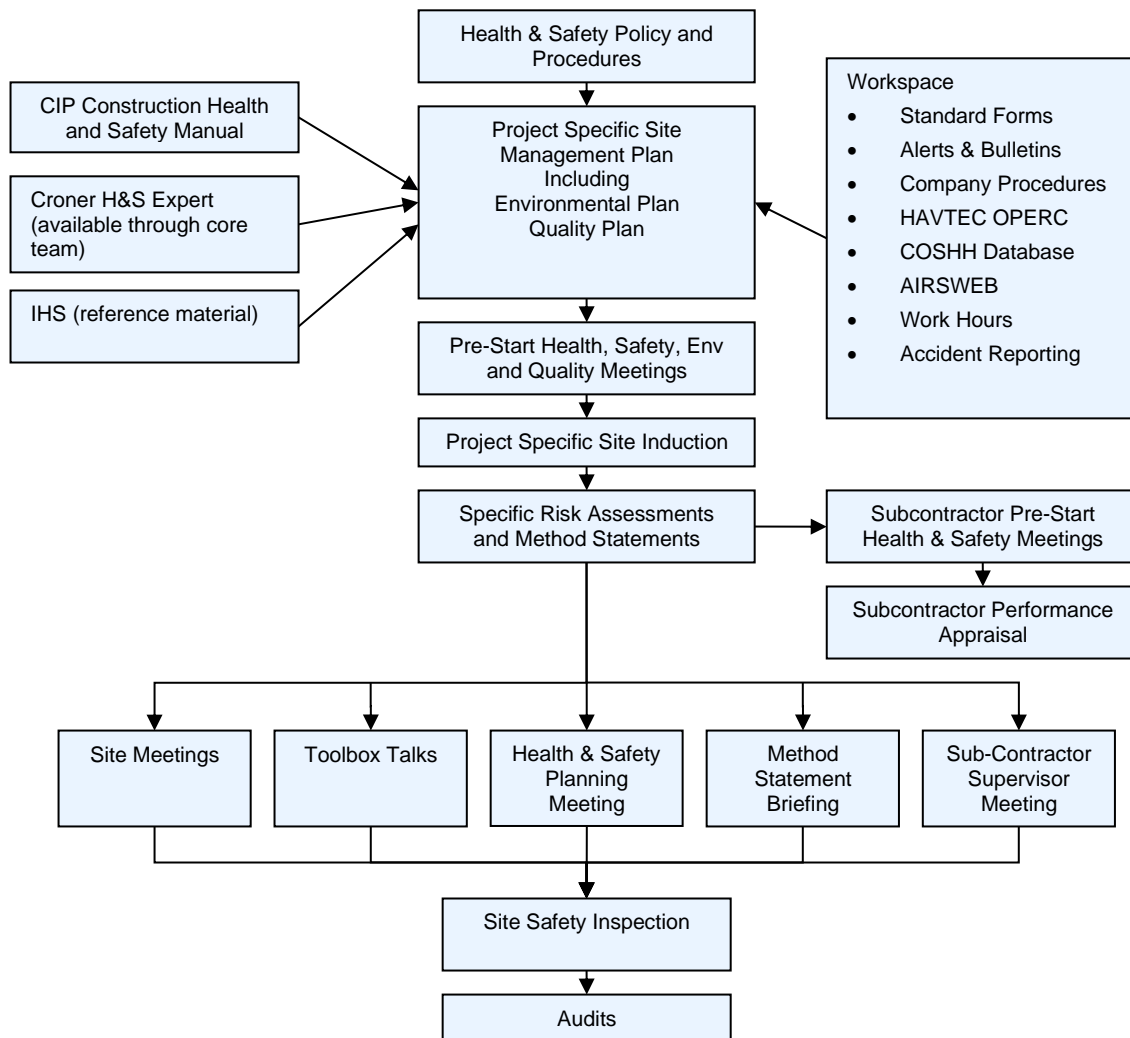 Health & Safety Policy and
Procedures
CIP Construction Health
and Safety Manual
Croner H&S Expert
(available through core
team)
IHS (reference material)
Project Specific Site
Management Plan
Including
Environmental Plan
Quality Plan
Workspace
• Standard Forms
• Alerts & Bulletins
• Company Procedures
• HAVTEC OPERC
• COSHH Database
• AIRSWEB
• Work Hours
• Accident Reporting
Pre-Start Health, Safety, Env
and Quality Meetings
Project Specific Site Induction
Specific Risk Assessments
and Method Statements
Subcontractor Pre-Start
Health & Safety Meetings
Subcontractor Performance
Appraisal
Site Meetings
Toolbox Talks
Health & Safety
Planning
Meeting
Method
Statement
Briefing
Sub-Contractor
Supervisor
Meeting
Site Safety Inspection
Audits